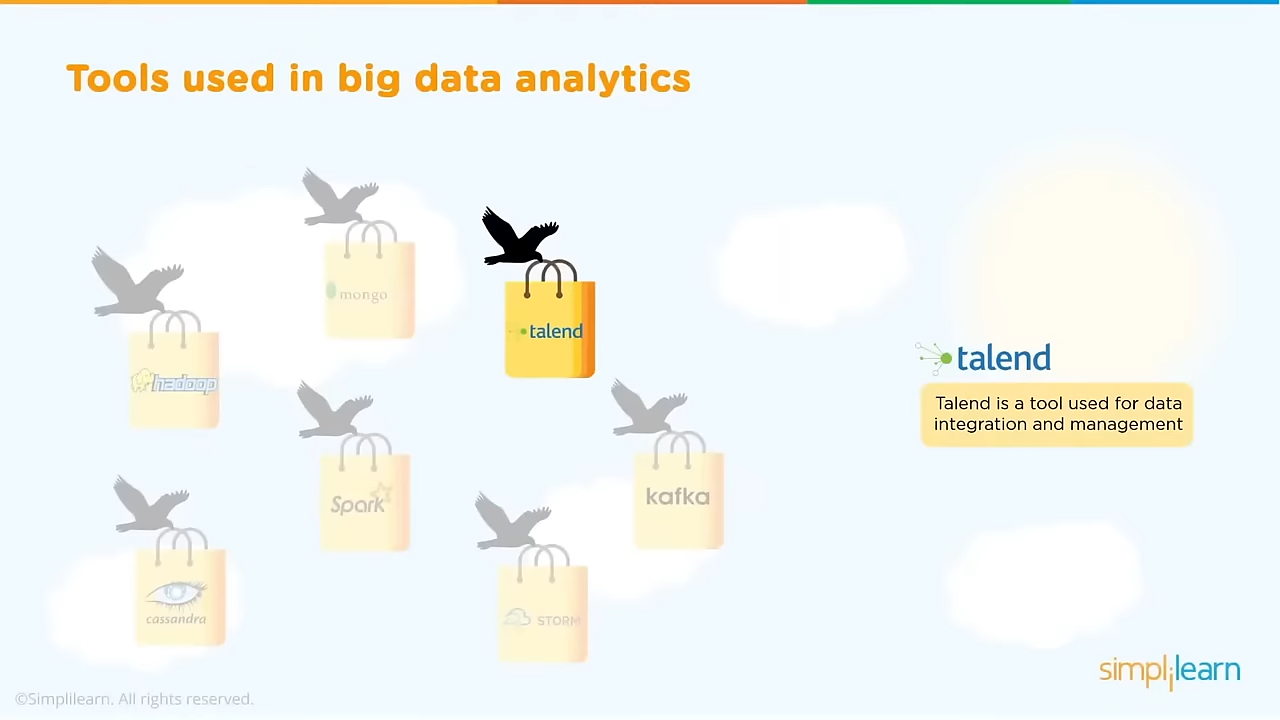 Tools used in big data analytics
mongo
talend
hadoop
talend
Talend is a tool used for data
integration and management
Spark
kafka
cassandra
STORM
simplilearn
©Simplilearn. All rights reserved.